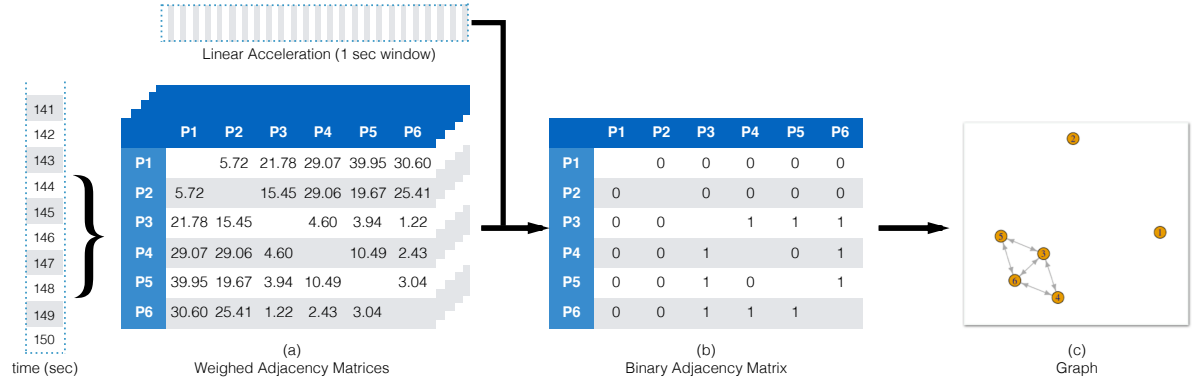 Linear Acceleration (1 sec window)
141
142
143
144
145
146
147
148
149
150
time (sec)
P1 P2 P3 P4 P5 P6
P1 5.72 21.78 29.07 39.95 30.60
P2 5.72 15.45 29.06 19.67 25.41
P3 21.78 15.45 4.60 3.94 1.22
P4 29.07 29.06 4.60 10.49 2.43
P5 39.95 19.67 3.94 10.49 3.04
P6 30.60 25.41 1.22 2.43 3.04
(a)
Weighed Adjacency Matrices
P1 P2 P3 P4 P5 P6
P1 0 0 0 0 0
P2 0 0 0 0 0
P3 0 0 1 1 1
P4 0 0 1 0 1
P5 0 0 1 0 1
P6 0 0 1 1 1
(b)
Binary Adjacency Matrix
2
1
5
3
6
4
(c)
Graph